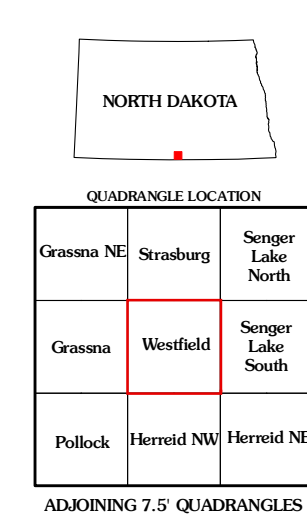 NORTH DAKOTA
QUADRANGLE LOCATION
Grassna NE
Strasburg
Senger
Lake
North
Grassna
Westfield
Senger
Lake
South
Pollock
Herreid NW
Herreid NE
ADJOINING 7.5' QUADRANGLES